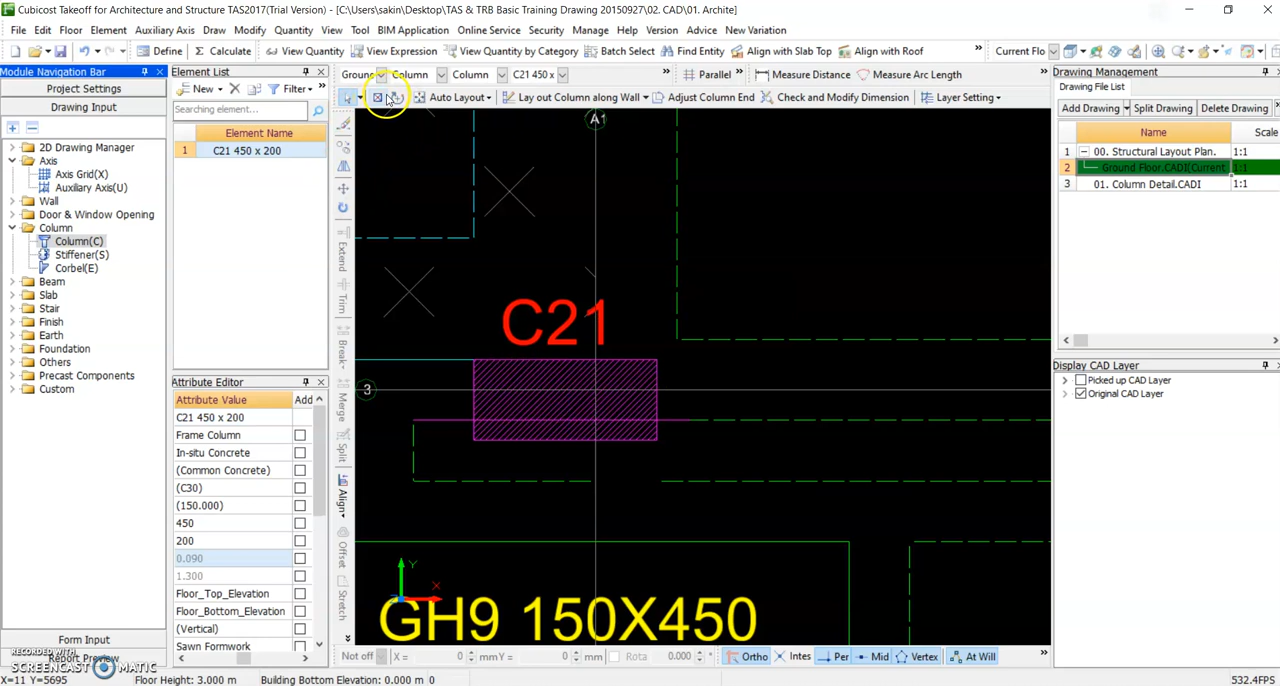 Cubicost Takeoff for Architecture and Structure TAS2017(Trial Version) - [C:\Users\sakin\Desktop\TAS & TRB Basic Training Drawing 20150927\02. CAD\01. Archite]
File Floor Element Auxiliary Axis Draw Modify Quantity View Tool BIM Application Online Service Security Manage Help Version Advice New Variation
Define Σ Calculate View Quantity View Expression View Quantity by Category Batch Select Find Entity Align with Slab Top Align with Roof » Current Flo
Module Navigation Bar
Project Settings
Drawing Input
2D Drawing Manager
Axis
Axis Grid(X)
Auxiliary Axis(U)
Wall
Door & Window Opening
Column
Column(C)
Stiffener(S)
Corbel(E)
Beam
Slab
Stair
Finish
Earth
Foundation
Others
Precast Components
Custom
Form Input
Report Preview
RECORDED WITH
SCREENCAST MATIC
Element List
New Filter »
Searching element...
Element Name
1 C21 450 x 200
Attribute Editor
Attribute Value Add
C21 450 x 200
Frame Column
In-situ Concrete
(Common Concrete)
(C30)
(150.000)
450
200
0.090
1.300
Floor_Top_Elevation
Floor_Bottom_Elevation
(Vertical)
Sawn Formwork
Column Column C21 450 x » Parallel » Measure Distance Measure Arc Length »
Auto Layout Lay out Column along Wall Adjust Column End Check and Modify Distance Layer Setting
Extend
Trim
Break
Merge
Split
Align
Offset
Stretch
A1
C21
3
Y
X
GH9 150X450
Drawing Management
Drawing File List
Add Drawing Split Drawing Delete Drawing
Name Scale
1 00. Structural Layout Plan. 1:1
2 Ground Floor.CADI(Current 1:1
3 01. Column Detail.CADI 1:1
Display CAD Layer
Picked up CAD Layer
Original CAD Layer
Not off X = 0 mm Y = 0 mm Rota 0.000 ° Ortho Intes Per Mid Vertex At Will »
X=11 Y=5695 Floor Height: 3.000 m Building Bottom Elevation: 0.000 m 0 532.4FPS